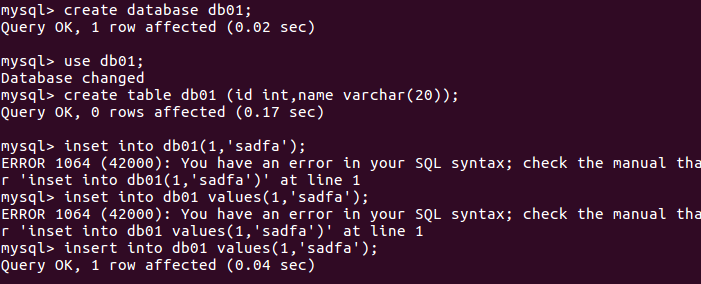 mysql> create database db01;
Query OK, 1 row affected (0.02 sec)
mysql> use db01;
Database changed
mysql> create table db01 (id int,name varchar(20));
Query OK, 0 rows affected (0.17 sec)
mysql> inset into db01(1,'sadfa');
ERROR 1064 (42000): You have an error in your SQL syntax; check the manual tha
r 'inset into db01(1,'sadfa')' at line 1
mysql> inset into db01 values(1,'sadfa');
ERROR 1064 (42000): You have an error in your SQL syntax; check the manual tha
r 'inset into db01 values(1,'sadfa')' at line 1
mysql> insert into db01 values(1,'sadfa');
Query OK, 1 row affected (0.04 sec)